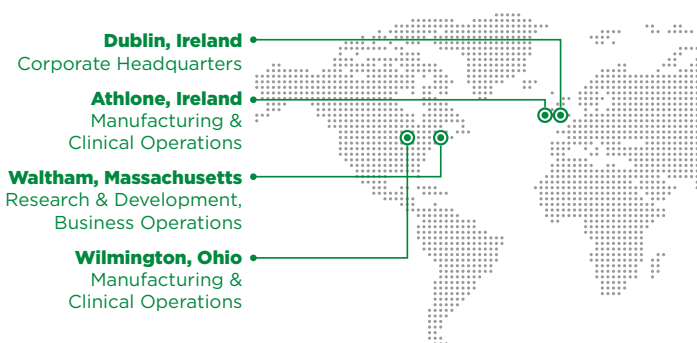 Dublin, Ireland
Corporate Headquarters
Athlone, Ireland
Manufacturing &
Clinical Operations
Waltham, Massachusetts
Research & Development,
Business Operations
Wilmington, Ohio
Manufacturing &
Clinical Operations